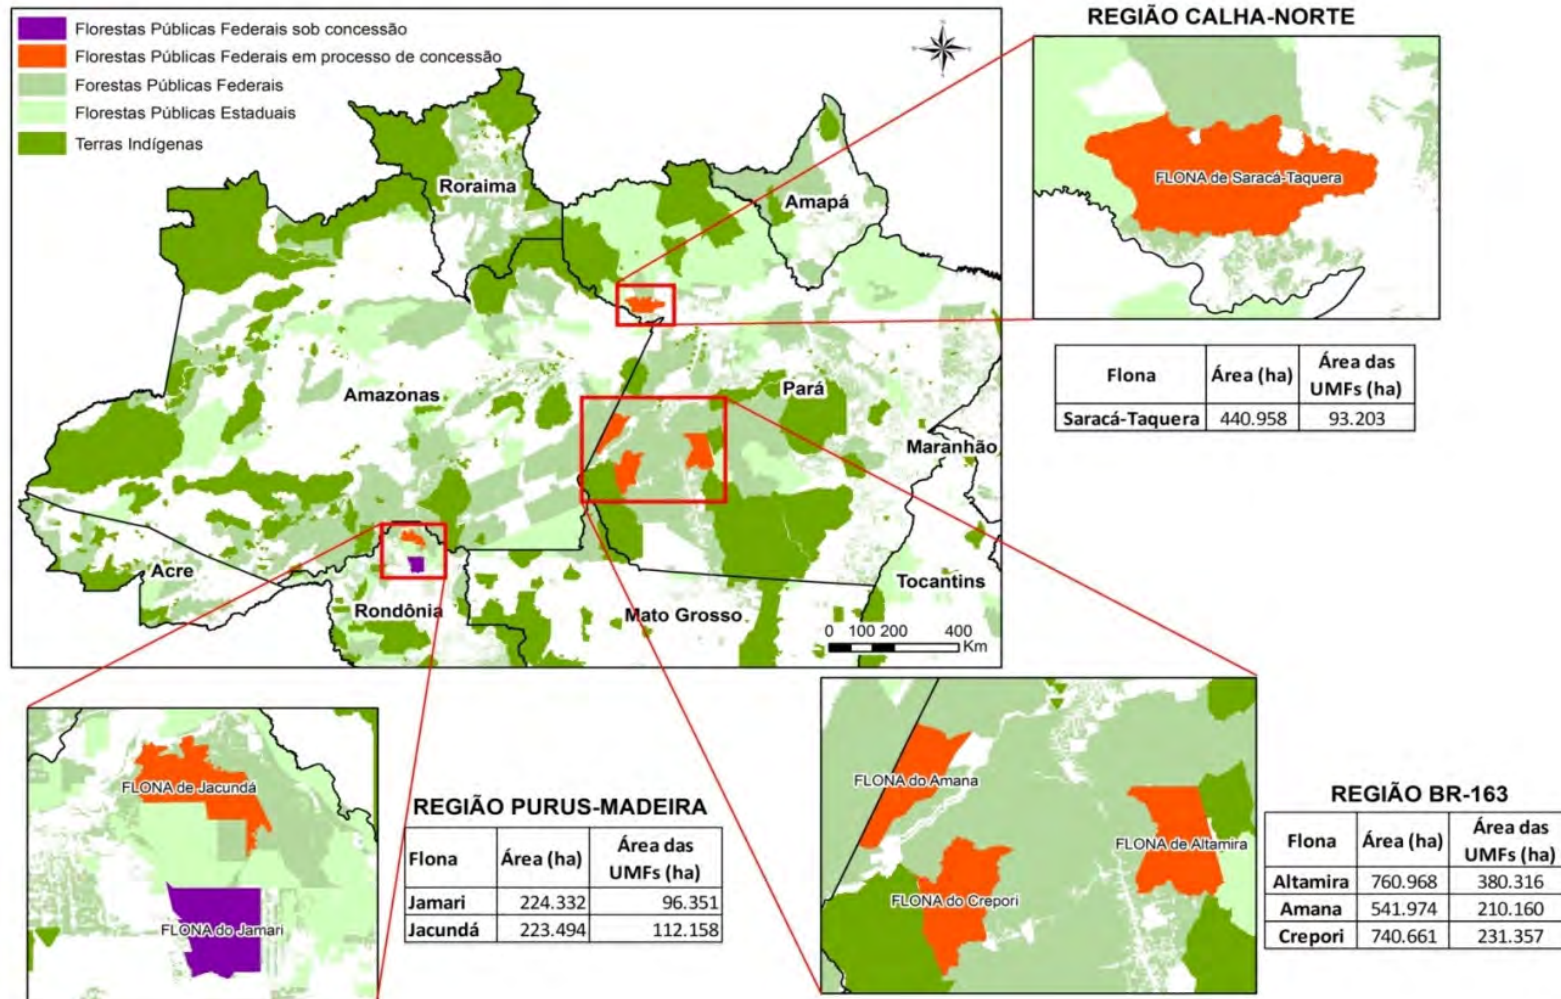 Florestas Públicas Federais sob concessão
Florestas Públicas Federais em processo de concessão
Forestas Públicas Federais
Florestas Públicas Estaduais
Terras Indígenas
Roraima
Amapá
Amazonas
Pará
Maranhão
Acre
Rondônia
Mato Grosso
Tocantins
0 100 200 400
Km
REGIÃO CALHA-NORTE
FLONA de Saracá-Taquera
Flona Área (ha) Área das UMFs (ha)
Saracá-Taquera 440.958 93.203
FLONA de Jacundá
FLONA do Jamari
REGIÃO PURUS-MADEIRA
Flona Área (ha) Área das UMFs (ha)
Jamari 224.332 96.351
Jacundá 223.494 112.158
FLONA do Amana
FLONA de Altamira
FLONA do Crepori
REGIÃO BR-163
Flona Área (ha) Área das UMFs (ha)
Altamira 760.968 380.316
Amana 541.974 210.160
Crepori 740.661 231.357